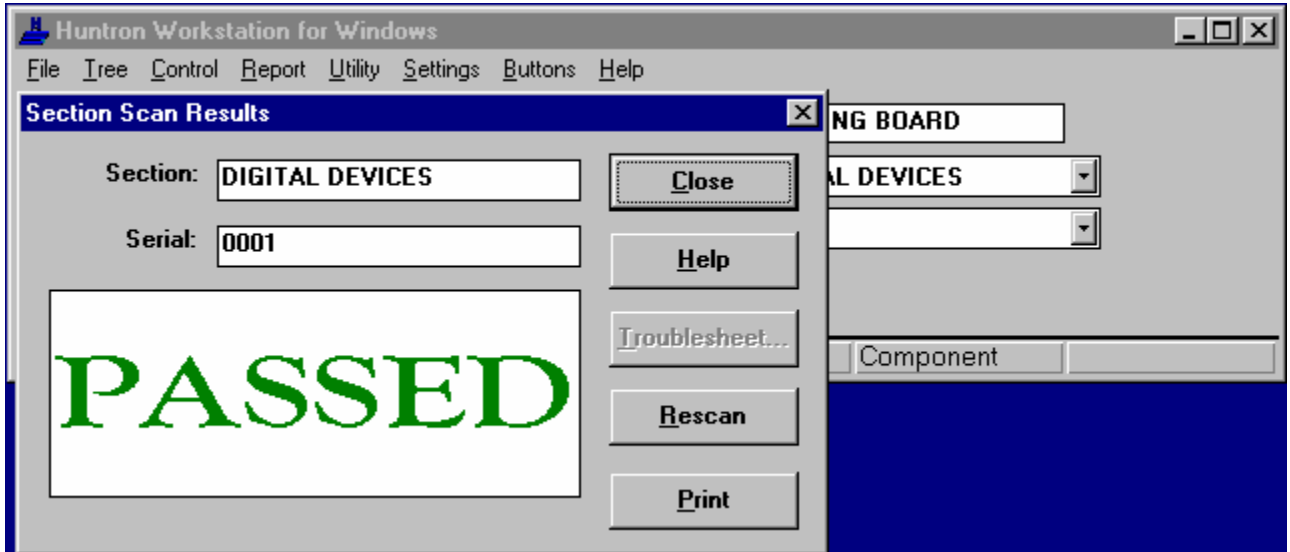 Huntron Workstation for Windows
File Tree Control Report Utility Settings Buttons Help
Section Scan Results
NG BOARD
Section: DIGITAL DEVICES
Close
AL DEVICES
Serial: 0001
Help
PASSED
Troublesheet...
Component
Rescan
Print